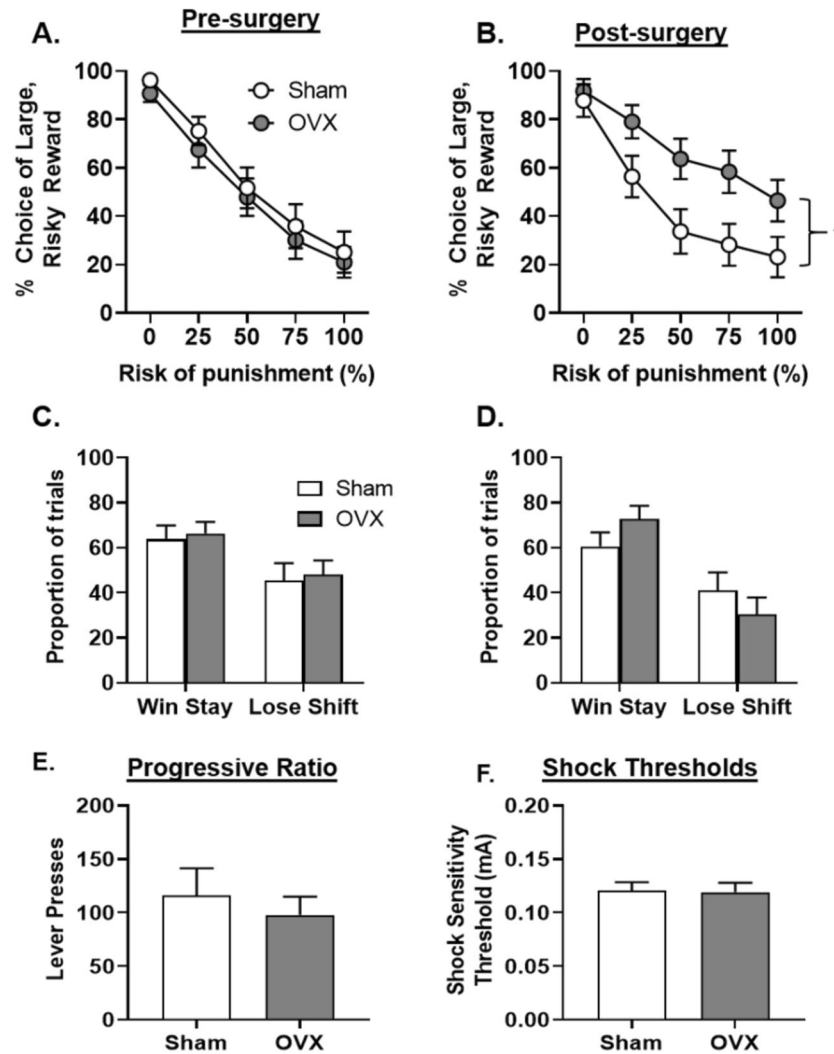 Pre-surgery
A.
% Choice of Large,
Risky Reward
100
80
60
40
20
0
Sham
OVX
0 25 50 75 100
Risk of punishment (%)
Post-surgery
B.
% Choice of Large,
Risky Reward
100
80
60
40
20
0
0 25 50 75 100
Risk of punishment (%)
C.
Proportion of trials
100
80
60
40
20
0
Sham
OVX
Win Stay Lose Shift
D.
Proportion of trials
100
80
60
40
20
0
Win Stay Lose Shift
E.
Progressive Ratio
Lever Presses
200
150
100
50
0
Sham OVX
F.
Shock Thresholds
Shock Sensitivity
Threshold (mA)
0.20
0.15
0.10
0.05
0.00
Sham OVX